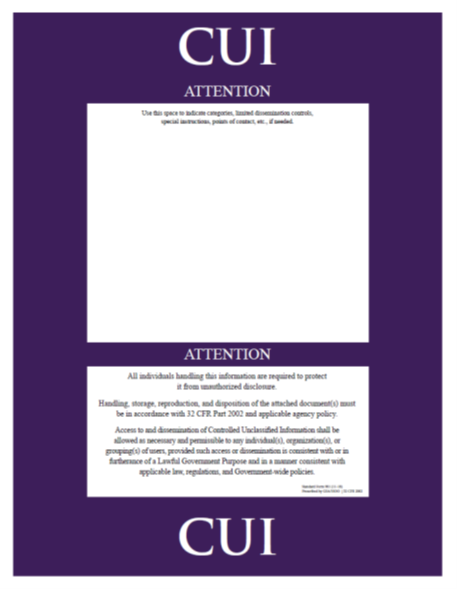 CUI
ATTENTION
Use this space to indicate categories, limited dissemination controls,
special instructions, points of contact, etc., if needed.
ATTENTION
All individuals handling this information are required to protect
it from unauthorized disclosure.
Handling, storage, reproduction, and disposition of the attached document(s) must
be in accordance with 32 CFR Part 2002 and applicable agency policy.
Access to and dissemination of Controlled Unclassified Information shall be
allowed as necessary and permissible to any individual(s), organization(s), or
grouping(s) of users, provided such access or dissemination is consistent with or in
furtherance of a Lawful Government Purpose and in a manner consistent with
applicable law, regulations, and Government-wide policies.
CUI